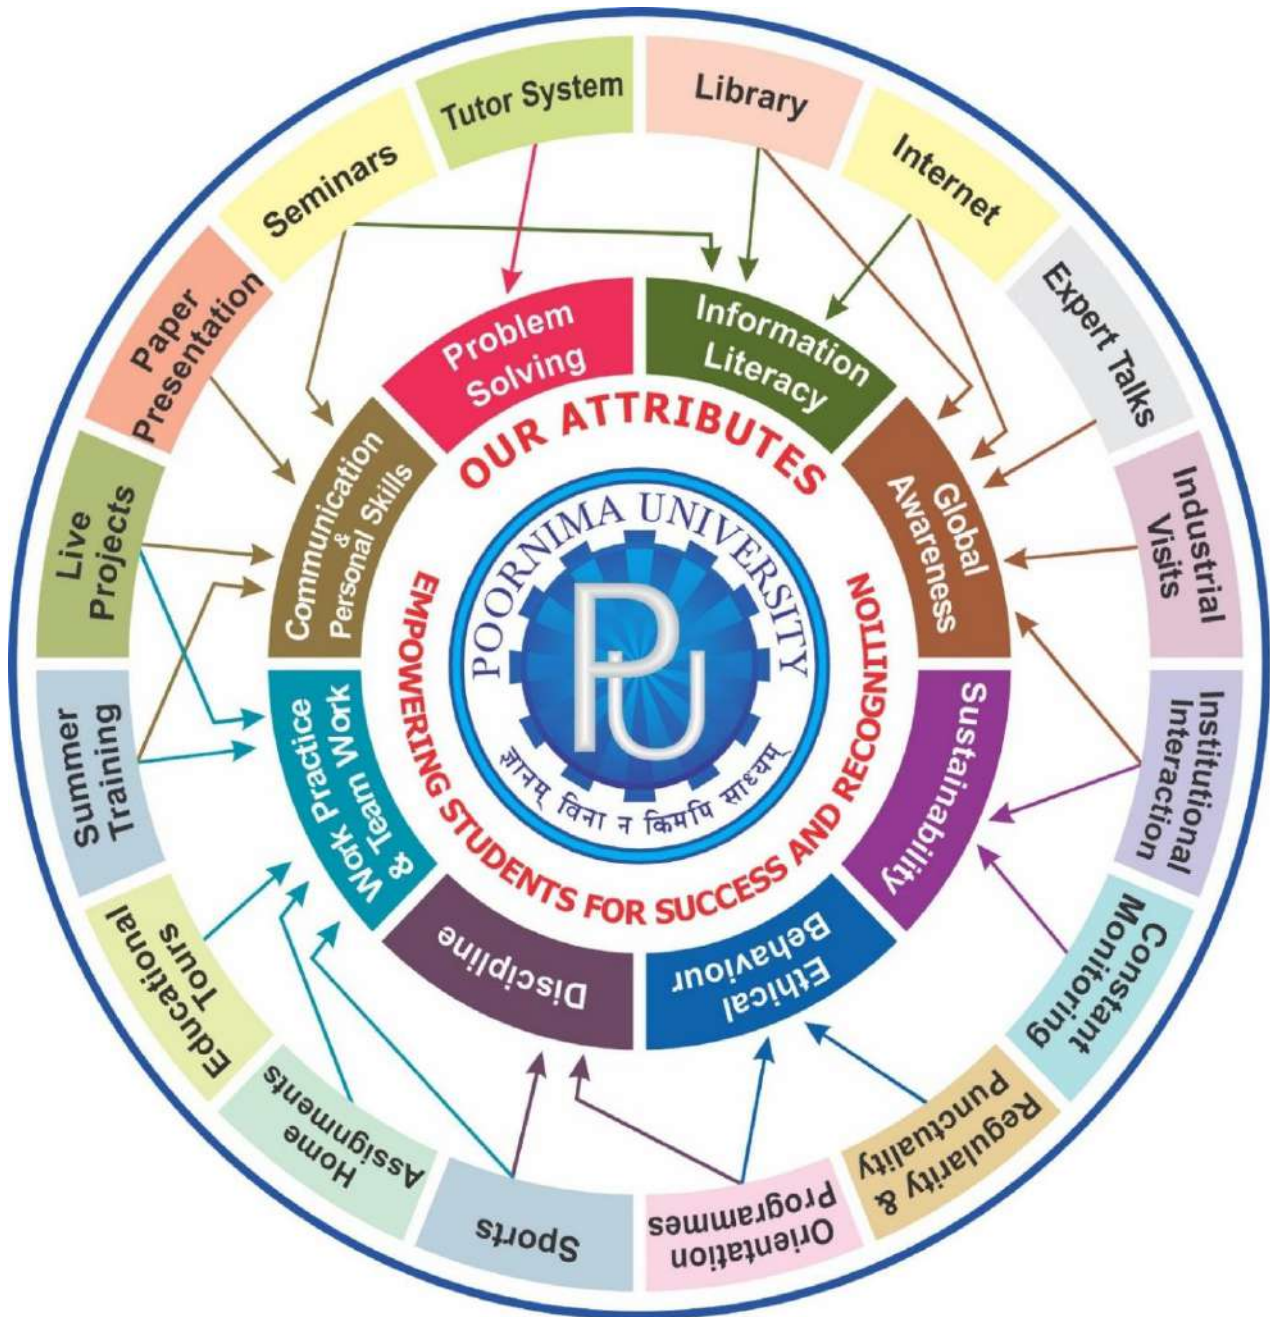 Tutor System
Library
Internet
Expert Talks
Industrial
Visits
Institutional
Interaction
Constant
Monitoring
Regularity &
Punctuality
Orientation
Programmes
Sports
Home
Assignments
Educational
Tours
Summer
Training
Live
Projects
Paper
Presentation
Seminars
Problem
Solving
Information
Literacy
Global
Awareness
Sustainability
Ethical
Behaviour
Discipline
Work Practice
& Team Work
Communication
&
Personal Skills
OUR ATTRIBUTES
EMPOWERING STUDENTS FOR SUCCESS AND RECOGNITION
POORNIMA UNIVERSITY
PU
ज्ञानम् विना न किमपि साध्यम्